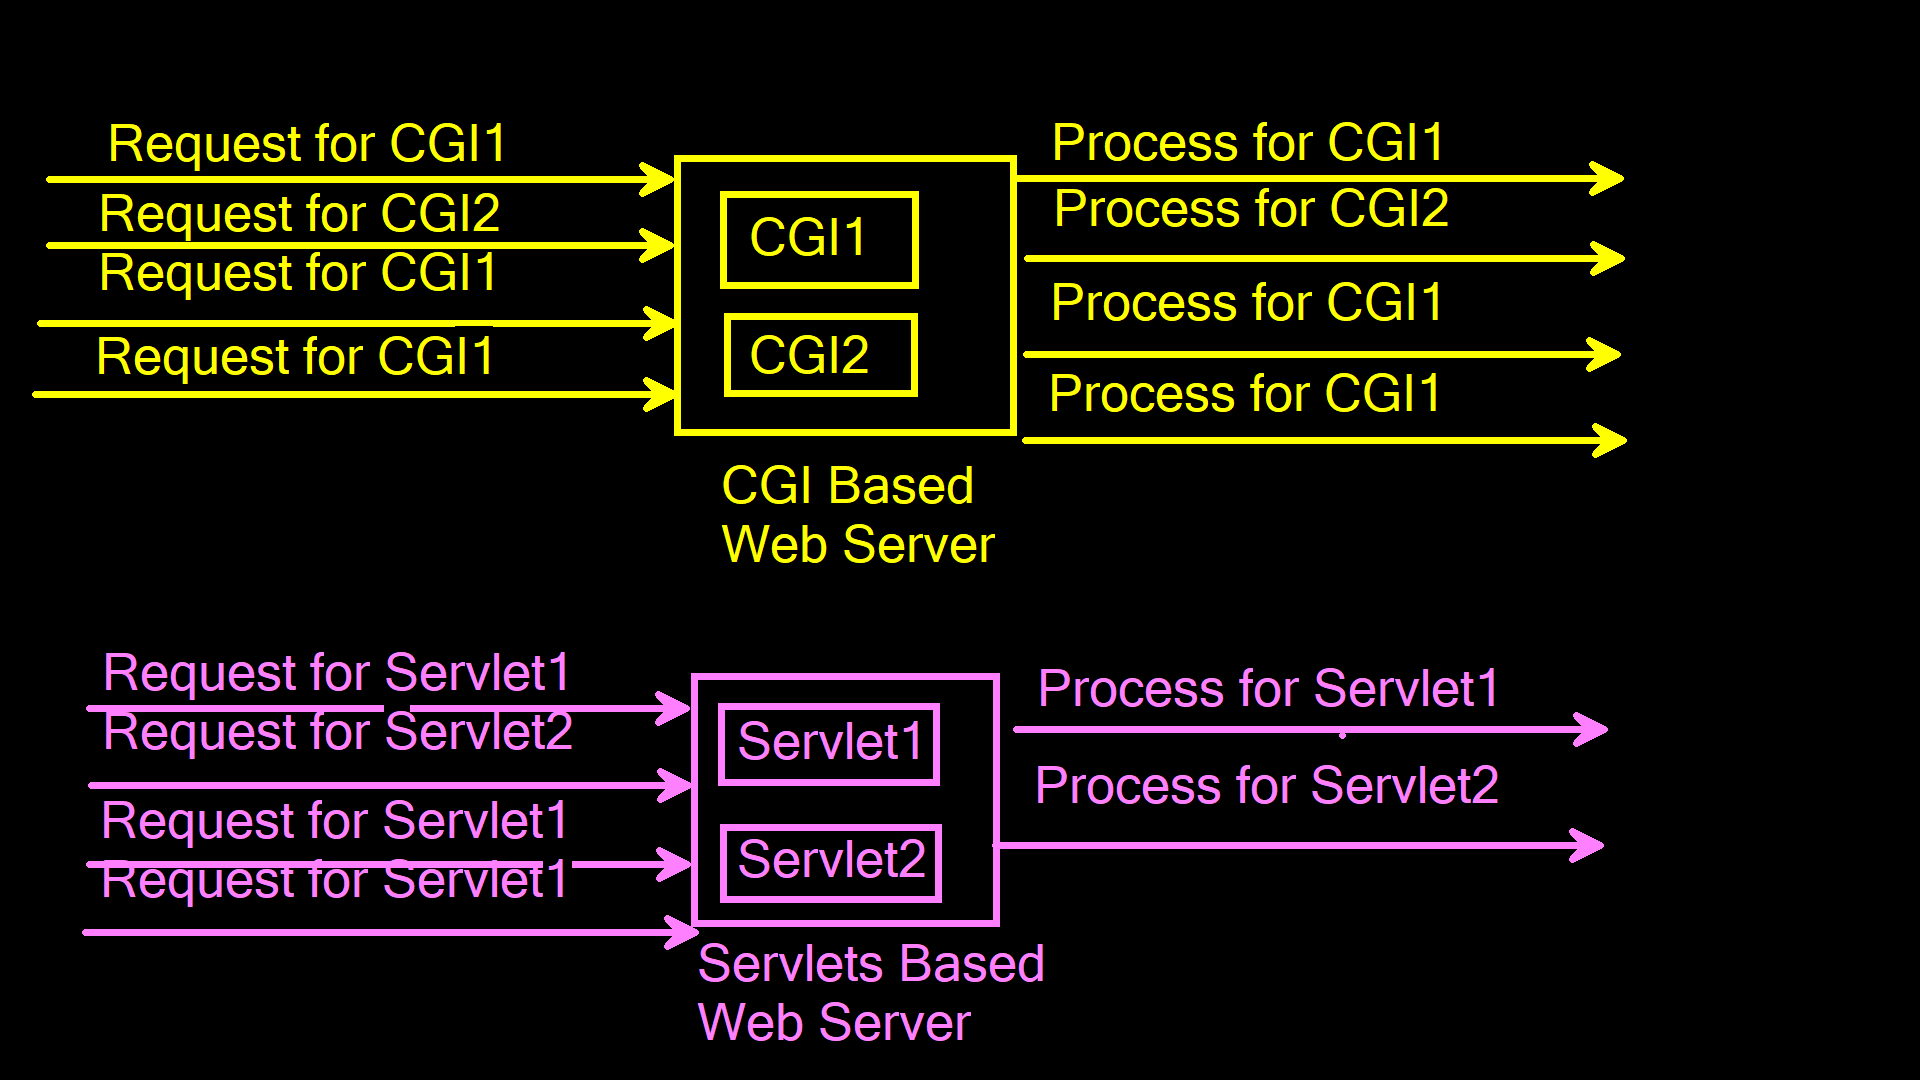 Request for CGI1
Request for CGI2
Request for CGI1
Request for CGI1
CGI1
CGI2
Process for CGI1
Process for CGI2
Process for CGI1
Process for CGI1
CGI Based
Web Server
Request for Servlet1
Request for Servlet2
Request for Servlet1
Request for Servlet1
Servlet1
Servlet2
Process for Servlet1
Process for Servlet2
Servlets Based
Web Server